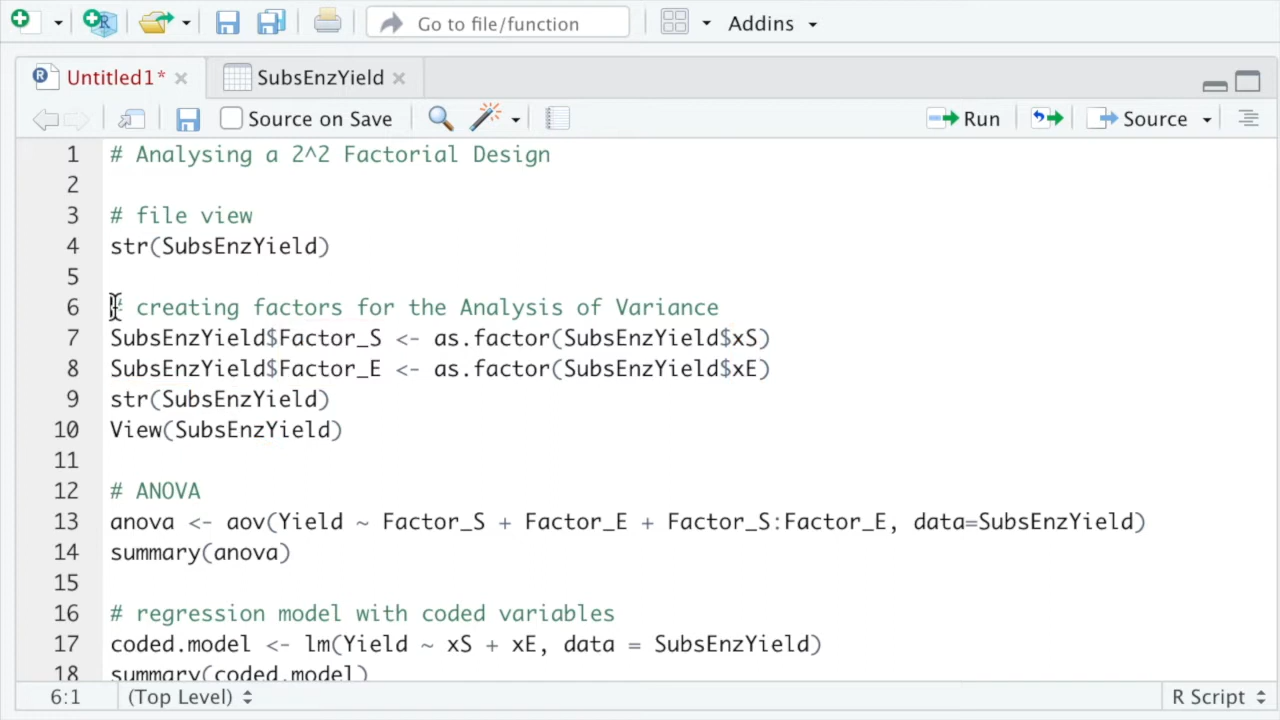 Go to file/function
Addins
Untitled1*
SubsEnzYield
Source on Save
Run
Source
1 # Analysing a 2^2 Factorial Design
2
3 # file view
4 str(SubsEnzYield)
5
6 # creating factors for the Analysis of Variance
7 SubsEnzYield$Factor_S <- as.factor(SubsEnzYield$xS)
8 SubsEnzYield$Factor_E <- as.factor(SubsEnzYield$xE)
9 str(SubsEnzYield)
10 View(SubsEnzYield)
11
12 # ANOVA
13 anova <- aov(Yield ~ Factor_S + Factor_E + Factor_S:Factor_E, data=SubsEnzYield)
14 summary(anova)
15
16 # regression model with coded variables
17 coded.model <- lm(Yield ~ xS + xE, data = SubsEnzYield)
18 summary(coded.model)
6:1 (Top Level) R Script